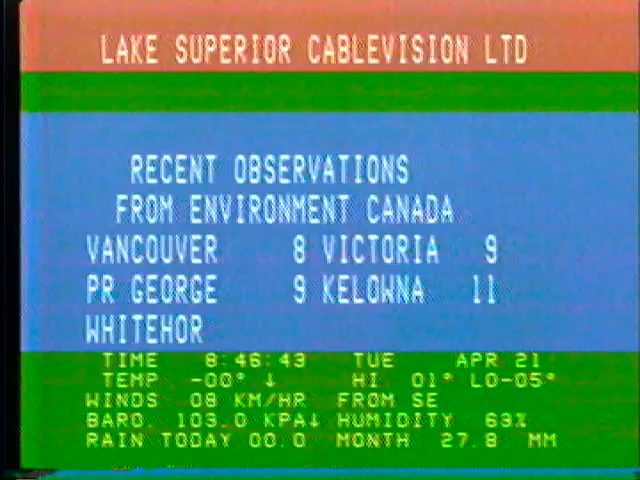 LAKE SUPERIOR CABLEVISION LTD
RECENT OBSERVATIONS
FROM ENVIRONMENT CANADA
VANCOUVER 8 VICTORIA 9
PR GEORGE 9 KELOWNA 11
WHITEHOR
TIME 8:46:43 TUE APR 21
TEMP -00° ↓ HI 01° LO-05°
WINDS 08 KM/HR FROM SE
BARO. 103.0 KPA↓ HUMIDITY 69%
RAIN TODAY 00.0 MONTH 27.8 MM